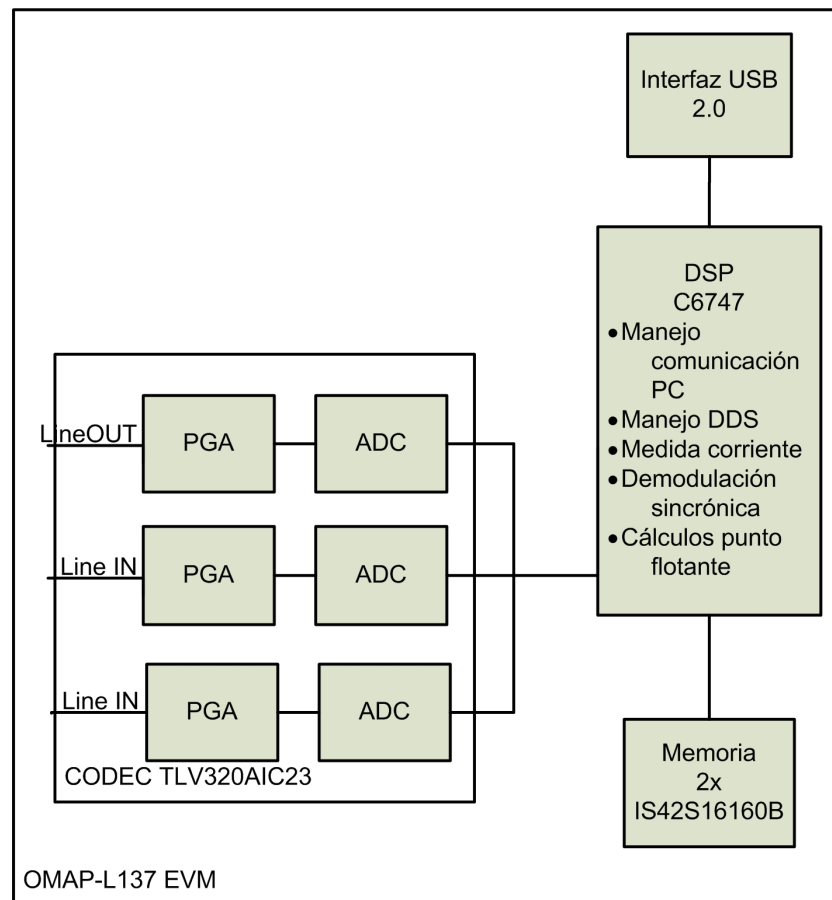 Interfaz USB
2.0
DSP
C6747
•Manejo
comunicación
PC
•Manejo DDS
•Medida corriente
•Demodulación
sincrónica
•Cálculos punto
flotante
LineOUT
PGA
ADC
Line IN
PGA
ADC
Line IN
PGA
ADC
CODEC TLV320AIC23
Memoria
2x
IS42S16160B
OMAP-L137 EVM